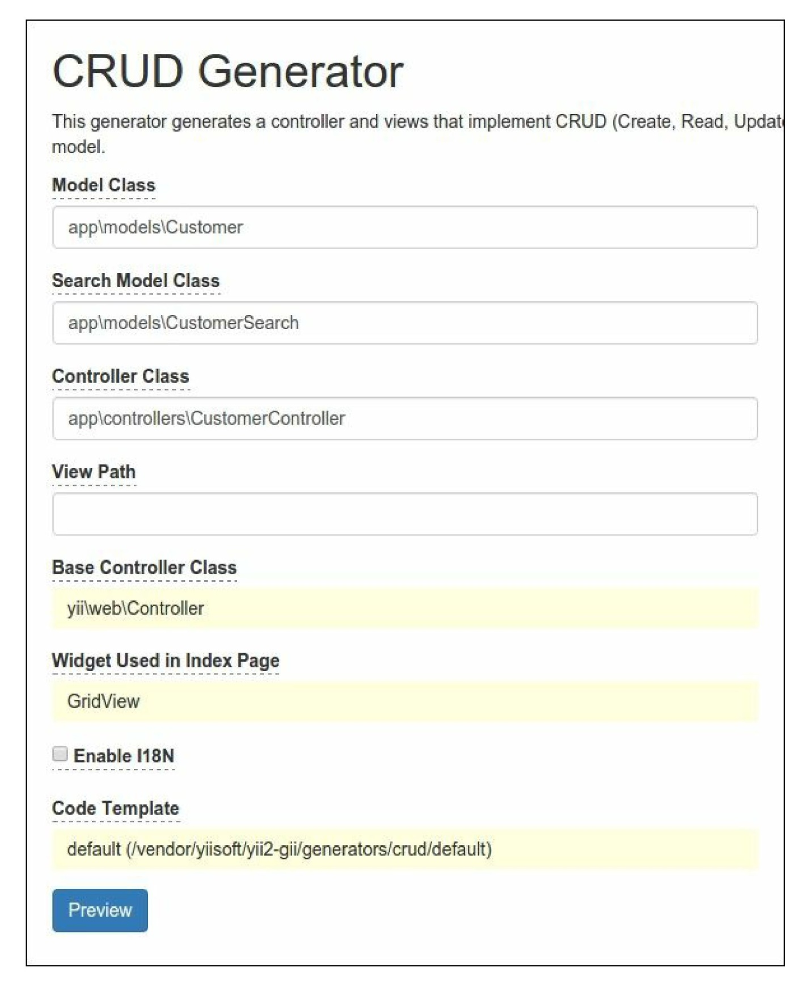 CRUD Generator
This generator generates a controller and views that implement CRUD (Create, Read, Updat
model.
Model Class
app\models\Customer
Search Model Class
app\models\CustomerSearch
Controller Class
app\controllers\CustomerController
View Path
Base Controller Class
yii\web\Controller
Widget Used in Index Page
GridView
Enable I18N
Code Template
default (/vendor/yiisoft/yii2-gii/generators/crud/default)
Preview